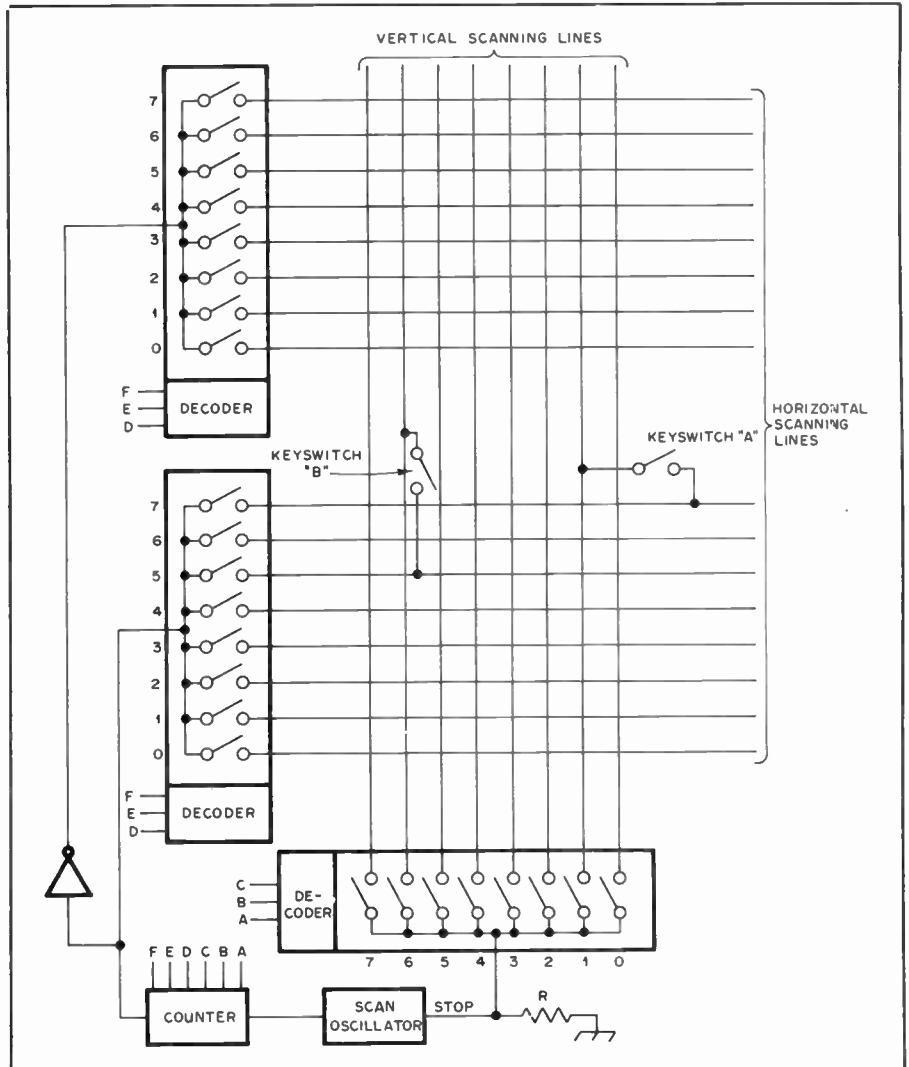 VERTICAL SCANNING LINES
7
6
5
4
3
2
1
0
F
E
D
DECODER
HORIZONTAL
SCANNING
LINES
KEYSWITCH "A"
KEYSWITCH
"B"
7
6
5
4
3
2
1
0
F
E
D
DECODER
C
B
A
DE-
CODER
7 6 5 4 3 2 1 0
F E D C B A
COUNTER
SCAN
OSCILLATOR
STOP
R